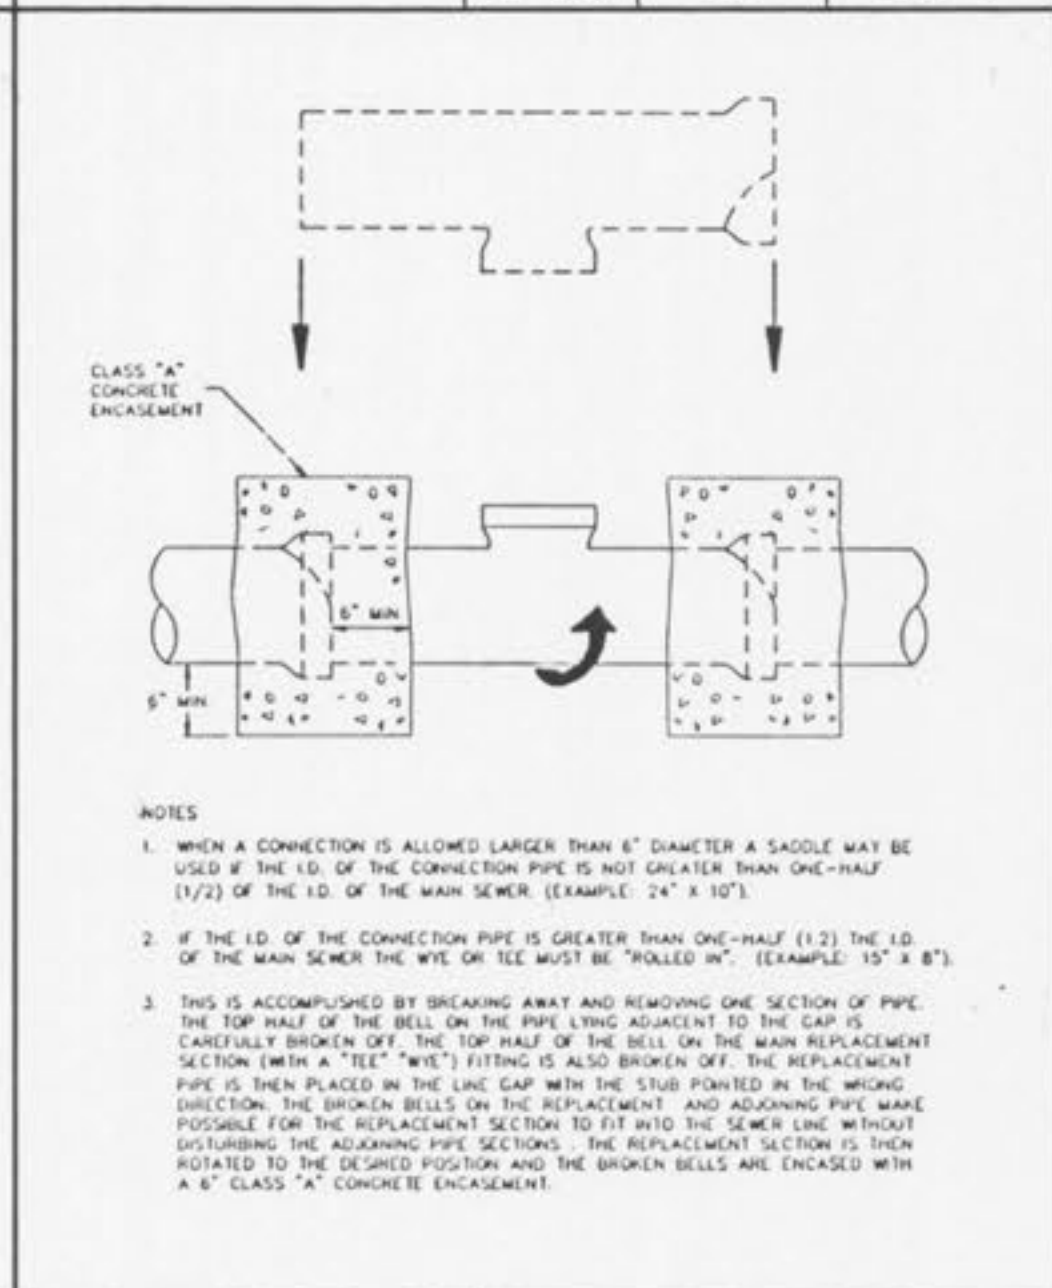 CLASS "A"
CONCRETE
ENCASEMENT
6" MIN.
6" MIN.
NOTES
1. WHEN A CONNECTION IS ALLOWED LARGER THAN 6" DIAMETER A SADDLE MAY BE
USED IF THE I.D. OF THE CONNECTION PIPE IS NOT GREATER THAN ONE-HALF
(1/2) OF THE I.D. OF THE MAIN SEWER. (EXAMPLE: 24" X 10").
2. IF THE I.D. OF THE CONNECTION PIPE IS GREATER THAN ONE-HALF (1.2) THE I.D.
OF THE MAIN SEWER THE WYE OR TEE MUST BE "ROLLED IN". (EXAMPLE: 15" X 8").
3. THIS IS ACCOMPLISHED BY BREAKING AWAY AND REMOVING ONE SECTION OF PIPE.
THE TOP HALF OF THE BELL ON THE PIPE LYING ADJACENT TO THE GAP IS
CAREFULLY BROKEN OFF. THE TOP HALF OF THE BELL ON THE MAIN REPLACEMENT
SECTION (WITH A "TEE" "WYE") FITTING IS ALSO BROKEN OFF. THE REPLACEMENT
PIPE IS THEN PLACED IN THE LINE GAP WITH THE STUB POINTED IN THE WRONG
DIRECTION. THE BROKEN BELLS ON THE REPLACEMENT AND ADJOINING PIPE MAKE
POSSIBLE FOR THE REPLACEMENT SECTION TO FIT INTO THE SEWER LINE WITHOUT
DISTURBING THE ADJOINING PIPE SECTIONS . THE REPLACEMENT SECTION IS THEN
ROTATED TO THE DESIRED POSITION AND THE BROKEN BELLS ARE ENCASED WITH
A 6" CLASS "A" CONCRETE ENCASEMENT.